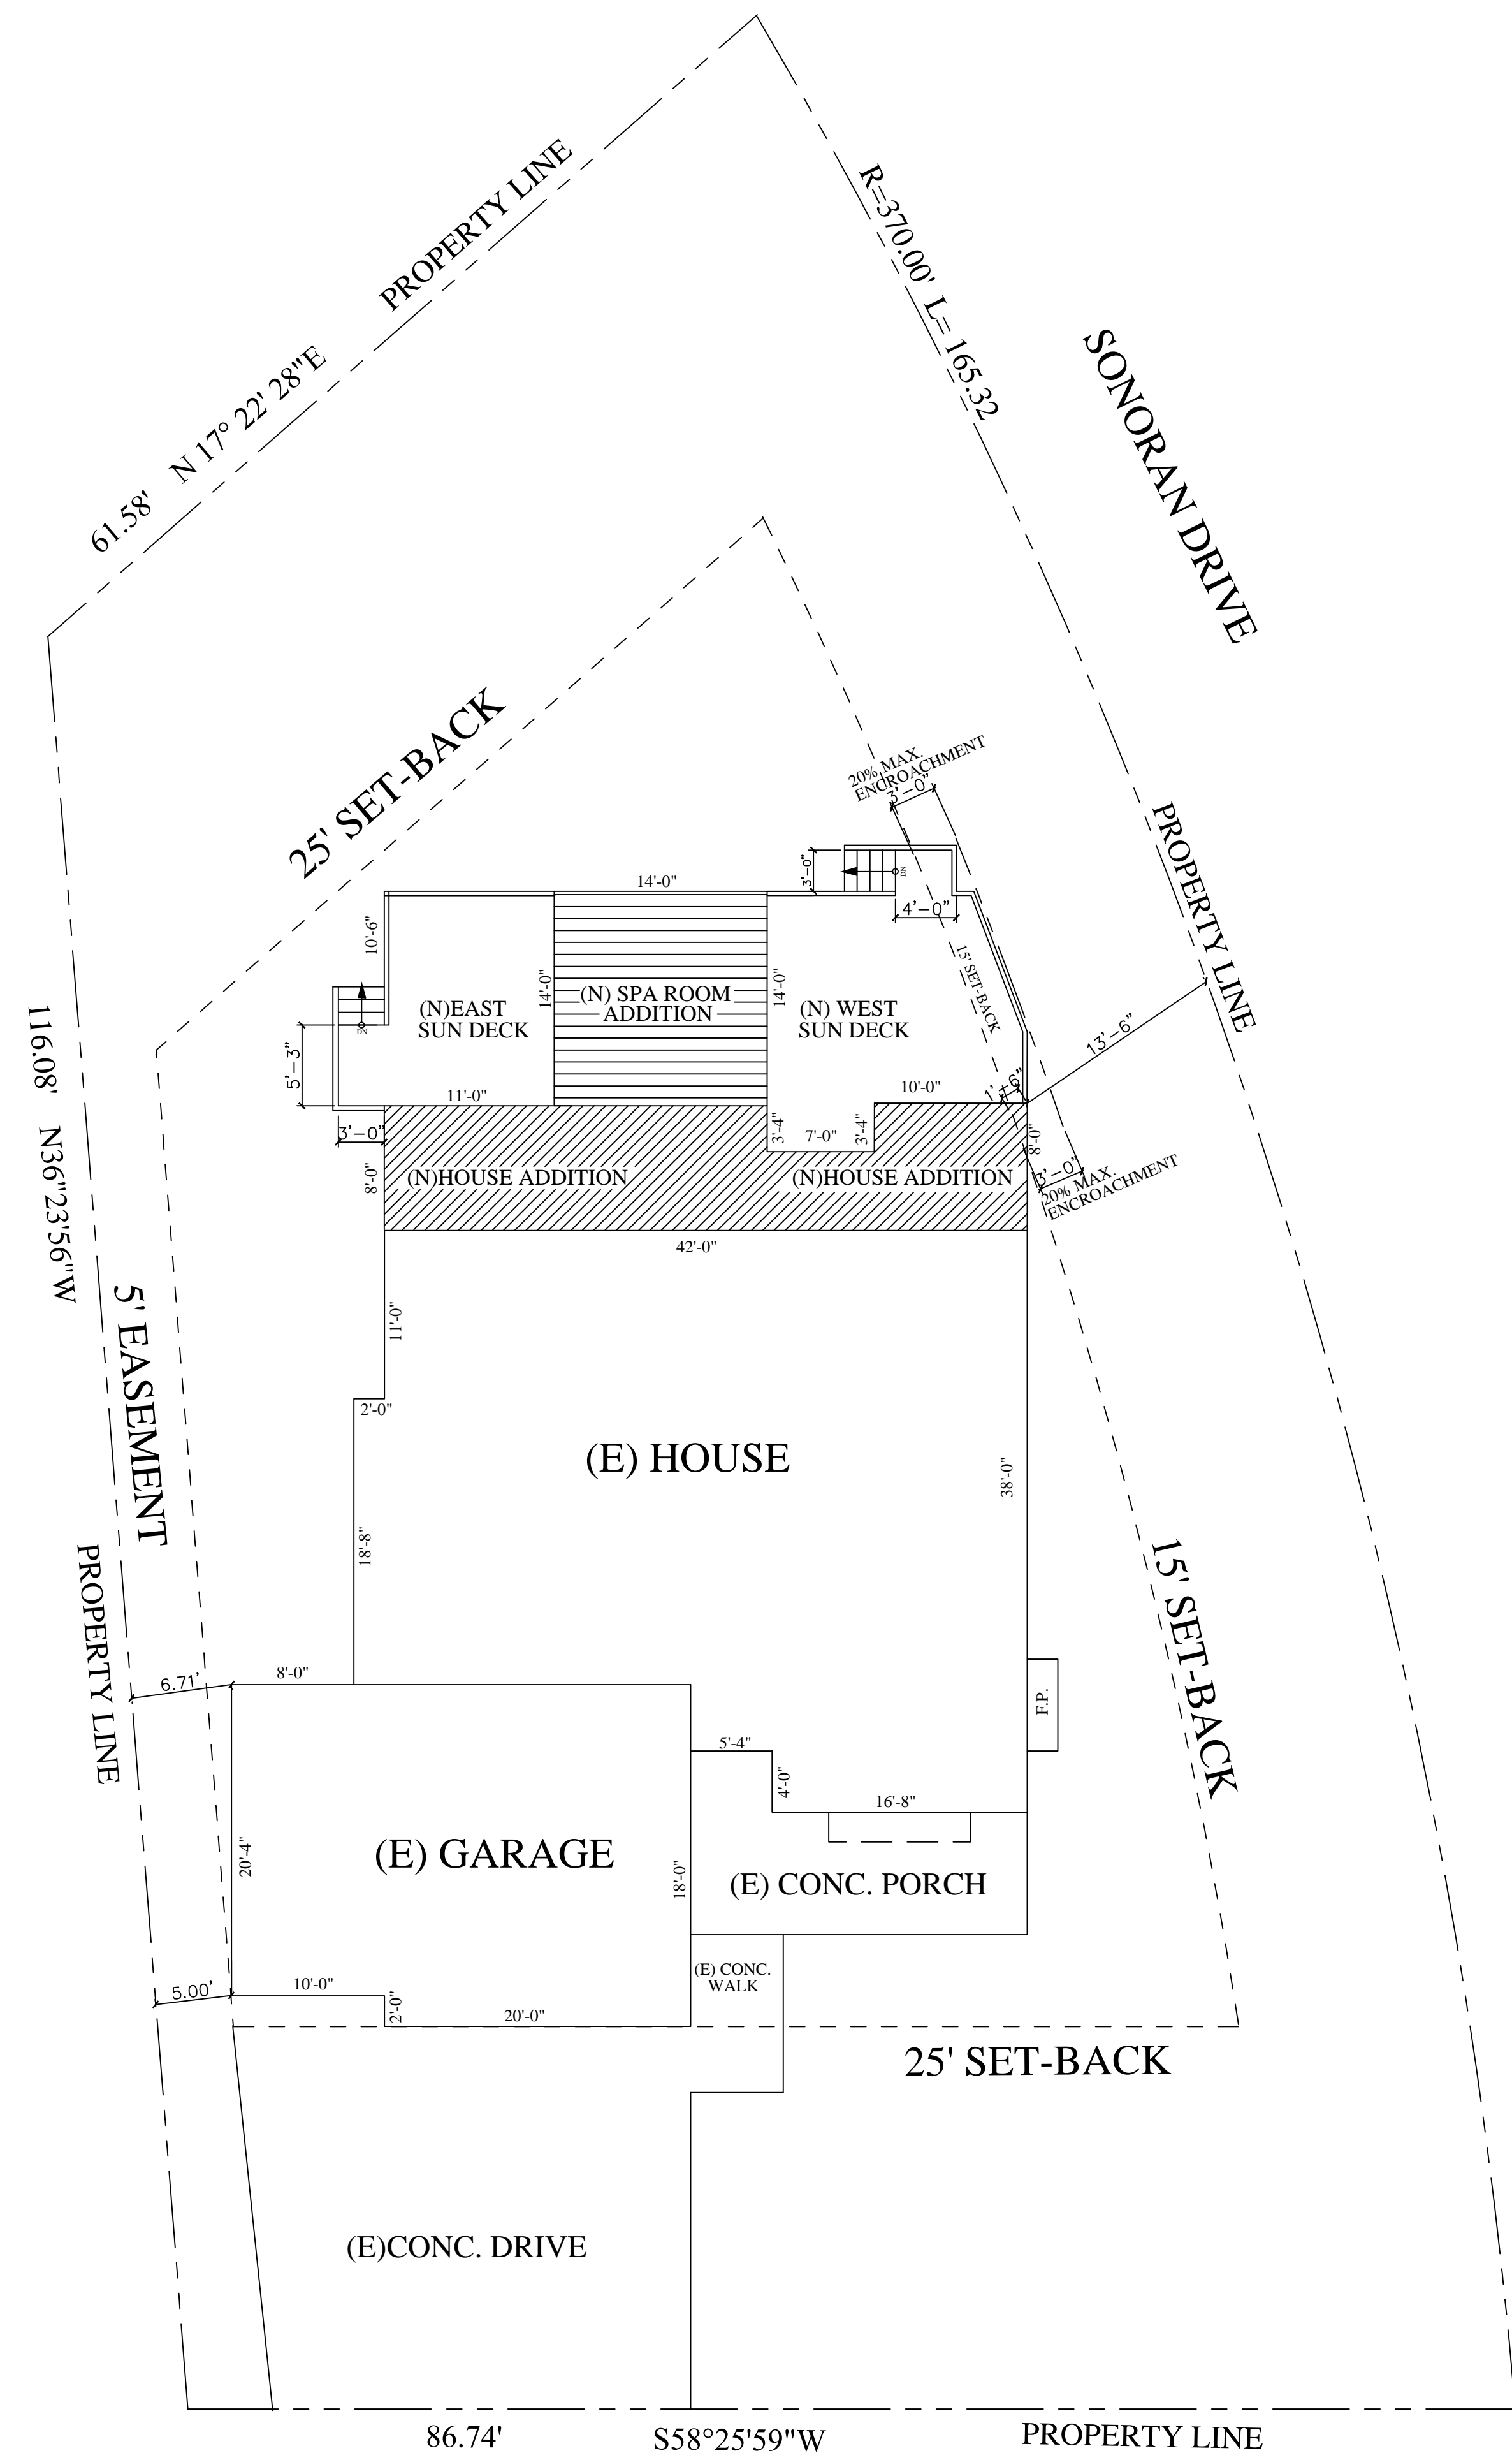 PROPERTY LINE
61.58' N 17° 22' 28"E
R=370.00' L= 165.32
SONORAN DRIVE
PROPERTY LINE
25' SET-BACK
20% MAX.
ENCROACHMENT
3'-0"
3'-0"
DN
4'-0"
14'-0"
10'-6"
14'-0"
14'-0"
15' SET-BACK
(N)EAST
SUN DECK
(N) SPA ROOM
ADDITION
(N) WEST
SUN DECK
DN
5'-3"
13'-6"
1'-6"
11'-0"
10'-0"
3'-0"
3'-4"
7'-0"
3'-4"
8'-0"
8'-0"
(N)HOUSE ADDITION
(N)HOUSE ADDITION
3'-0"
20% MAX.
ENCROACHMENT
42'-0"
116.08' N36"23'56"W
5' EASEMENT
PROPERTY LINE
11'-0"
2'-0"
(E) HOUSE
38'-0"
18'-8"
15' SET-BACK
6.71'
8'-0"
F.P.
5'-4"
4'-0"
16'-8"
20'-4"
(E) GARAGE
18'-0"
(E) CONC. PORCH
(E) CONC.
WALK
5.00'
10'-0"
2'-0"
20'-0"
25' SET-BACK
(E)CONC. DRIVE
86.74' S58°25'59"W PROPERTY LINE